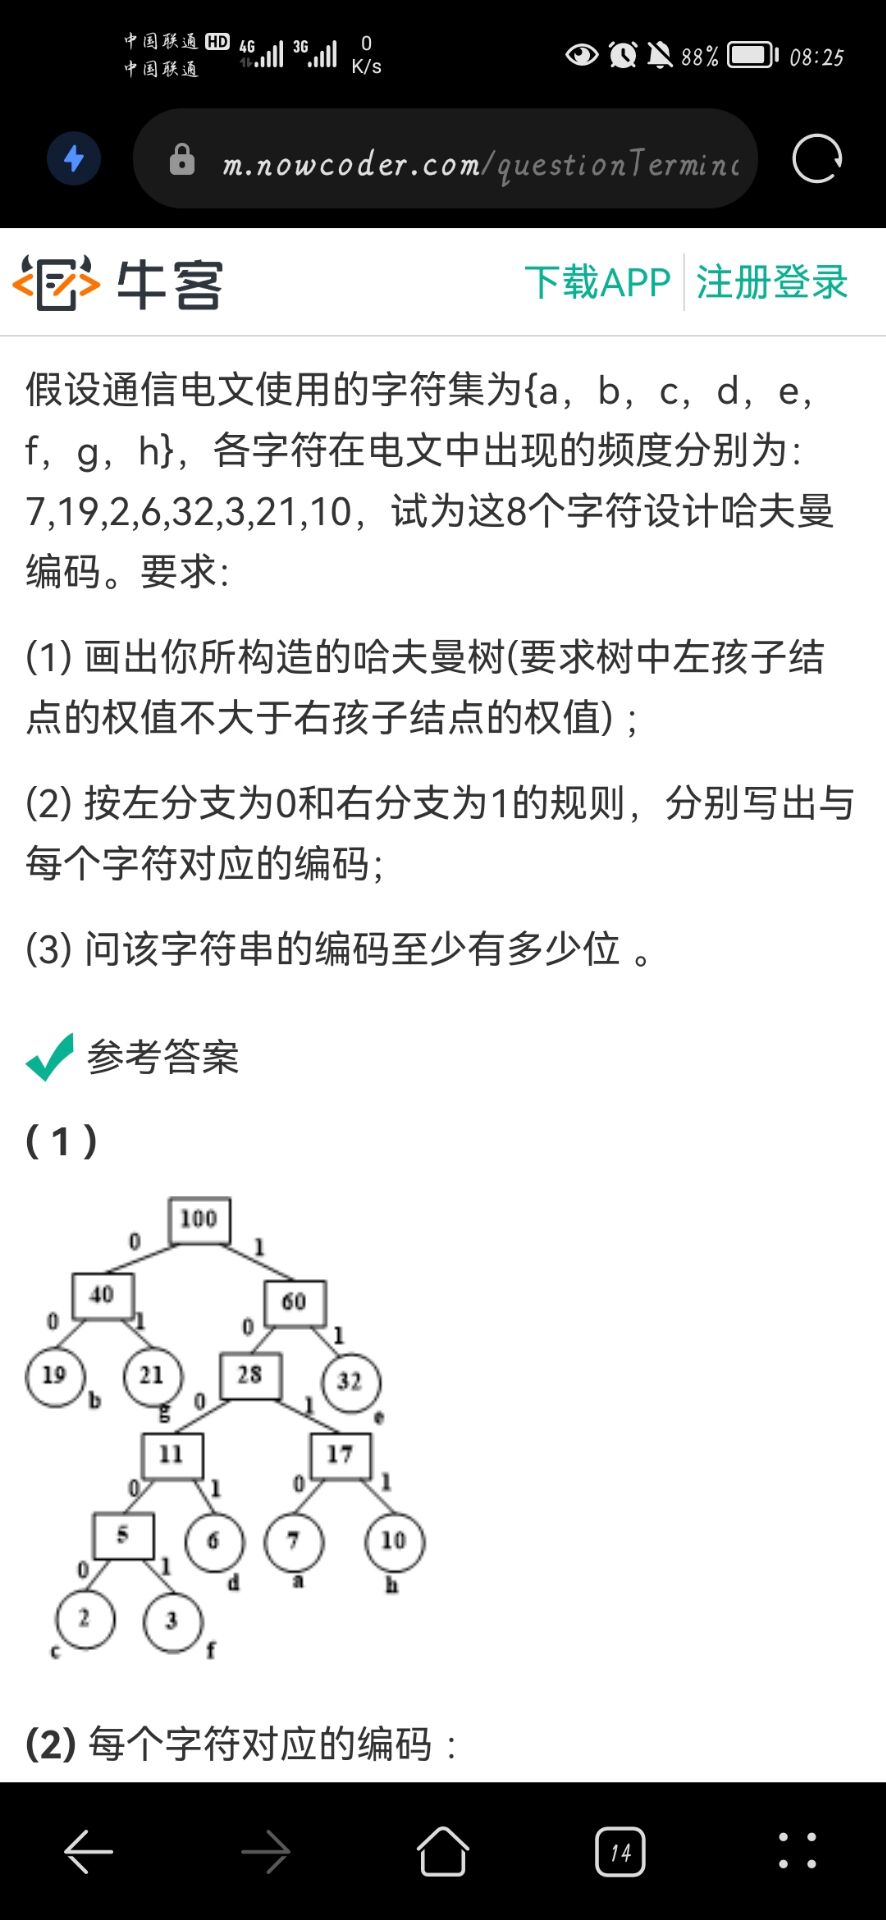 中国联通 HD 4G 3G 0 K/s 88% 08:25
中国联通
m.nowcoder.com/questionTermin
牛客 下载APP 注册登录
假设通信电文使用的字符集为{a，b，c，d，e，
f，g，h}，各字符在电文中出现的频度分别为：
7,19,2,6,32,3,21,10，试为这8个字符设计哈夫曼
编码。要求：
(1) 画出你所构造的哈夫曼树(要求树中左孩子结
点的权值不大于右孩子结点的权值)；
(2) 按左分支为0和右分支为1的规则，分别写出与
每个字符对应的编码；
(3) 问该字符串的编码至少有多少位 。
参考答案
(1)
100
0 1
40 60
0 1 0 1
19 21 28 32
b g 0 1 e
11 17
0 1 0 1
5 6 7 10
0 1 d a h
2 3
c f
(2) 每个字符对应的编码：
14